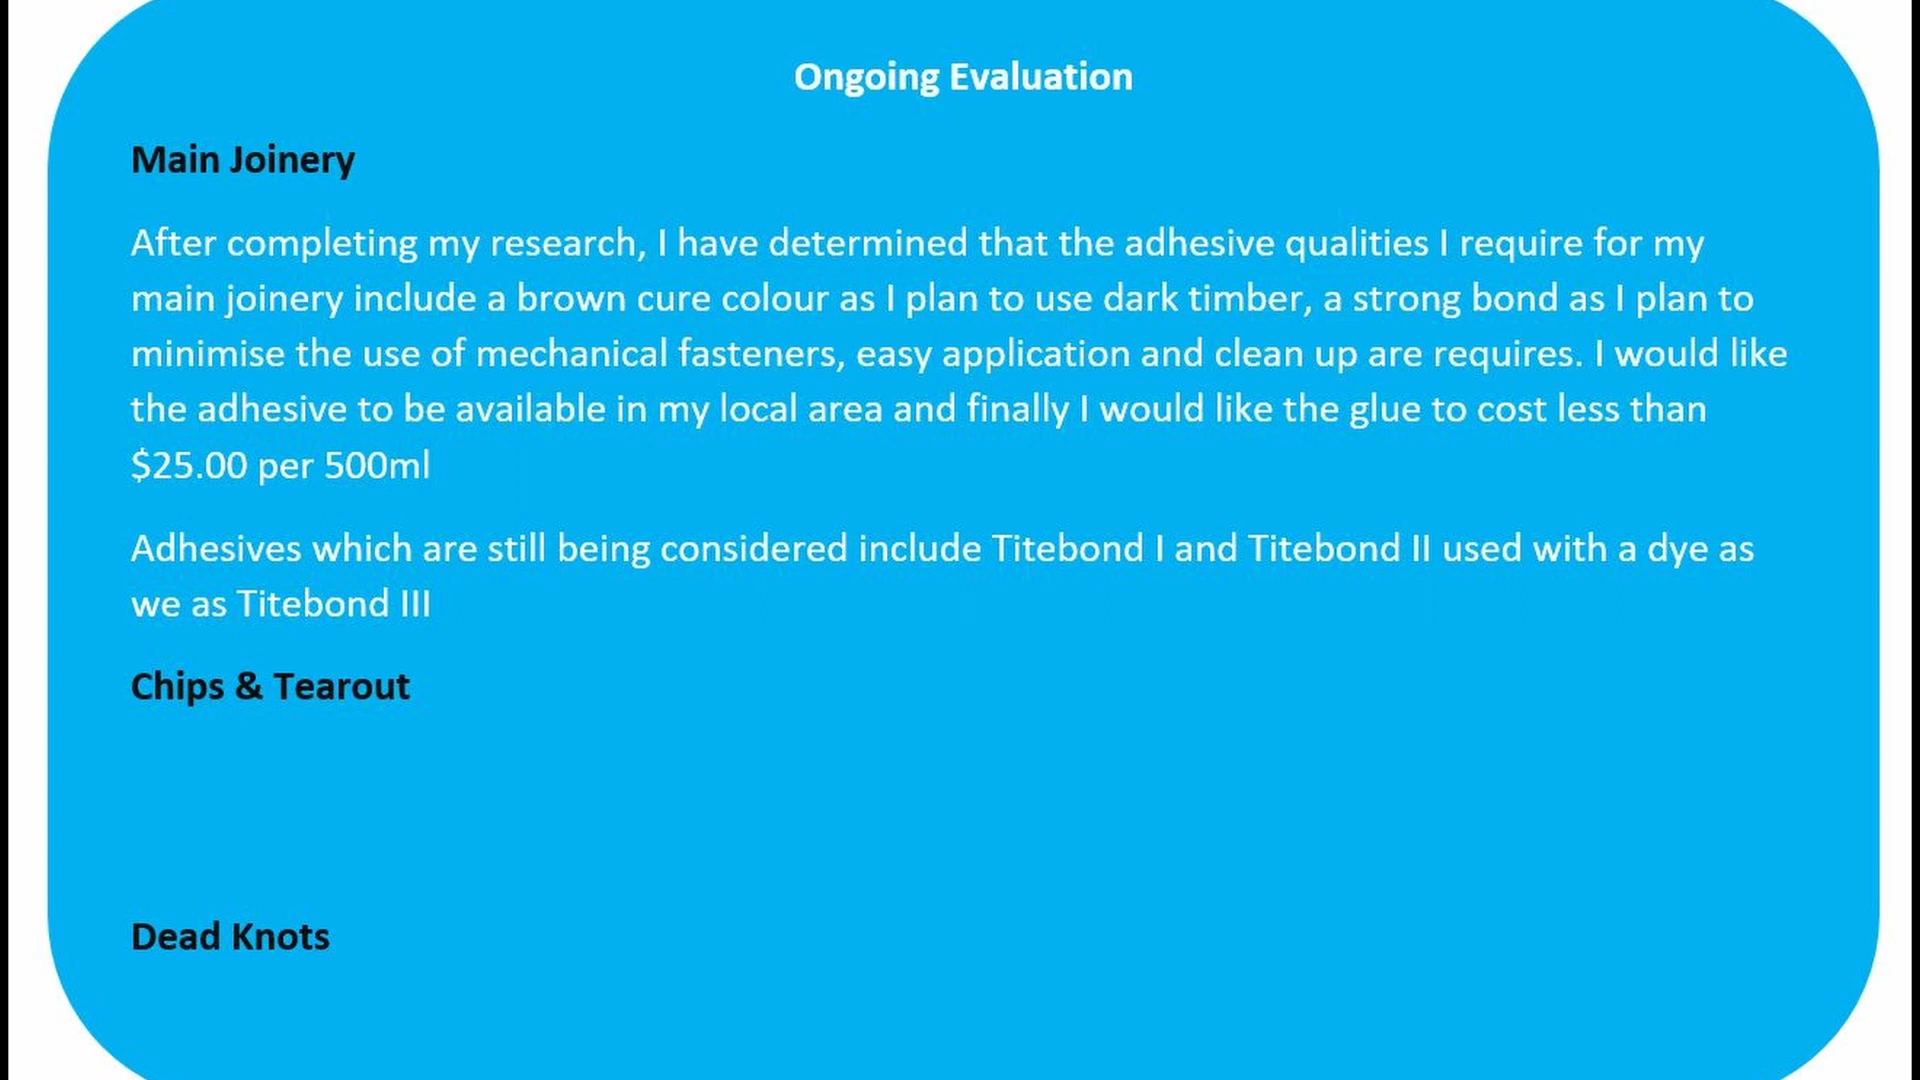 Ongoing Evaluation
Main Joinery
After completing my research, I have determined that the adhesive qualities I require for my
main joinery include a brown cure colour as I plan to use dark timber, a strong bond as I plan to
minimise the use of mechanical fasteners, easy application and clean up are requires. I would like
the adhesive to be available in my local area and finally I would like the glue to cost less than
$25.00 per 500ml
Adhesives which are still being considered include Titebond I and Titebond II used with a dye as
we as Titebond III
Chips & Tearout
Dead Knots